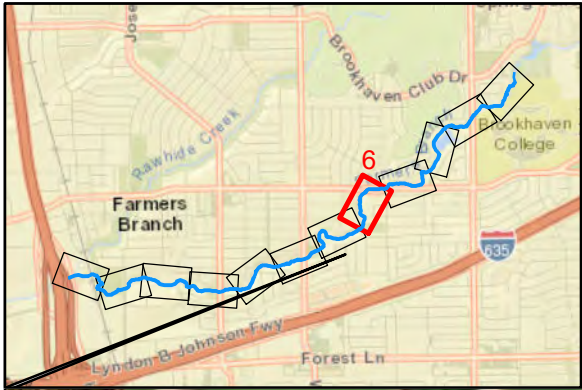 Brookhaven Club Dr
Rawhide Creek
Brookhaven
College
6
Farmers
Branch
635
Lyndon B Johnson Fwy
Forest Ln